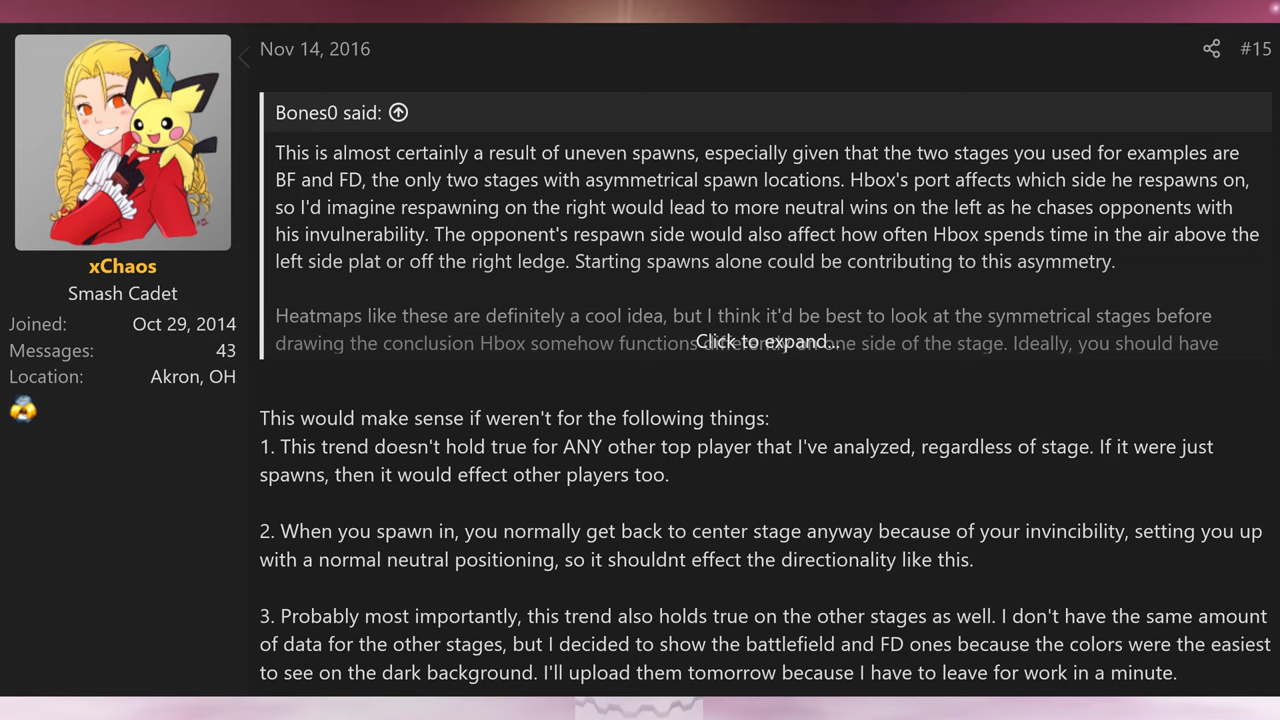 Nov 14, 2016
#15
Bones0 said:
This is almost certainly a result of uneven spawns, especially given that the two stages you used for examples are
BF and FD, the only two stages with asymmetrical spawn locations. Hbox's port affects which side he respawns on,
so I'd imagine respawning on the right would lead to more neutral wins on the left as he chases opponents with
his invulnerability. The opponent's respawn side would also affect how often Hbox spends time in the air above the
left side plat or off the right ledge. Starting spawns alone could be contributing to this asymmetry.
Heatmaps like these are definitely a cool idea, but I think it'd be best to look at the symmetrical stages before
drawing the conclusion Hbox somehow functions differently on one side of the stage. Ideally, you should have
Click to expand...
xChaos
Smash Cadet
Joined: Oct 29, 2014
Messages: 43
Location: Akron, OH
This would make sense if weren't for the following things:
1. This trend doesn't hold true for ANY other top player that I've analyzed, regardless of stage. If it were just
spawns, then it would effect other players too.
2. When you spawn in, you normally get back to center stage anyway because of your invincibility, setting you up
with a normal neutral positioning, so it shouldnt effect the directionality like this.
3. Probably most importantly, this trend also holds true on the other stages as well. I don't have the same amount
of data for the other stages, but I decided to show the battlefield and FD ones because the colors were the easiest
to see on the dark background. I'll upload them tomorrow because I have to leave for work in a minute.